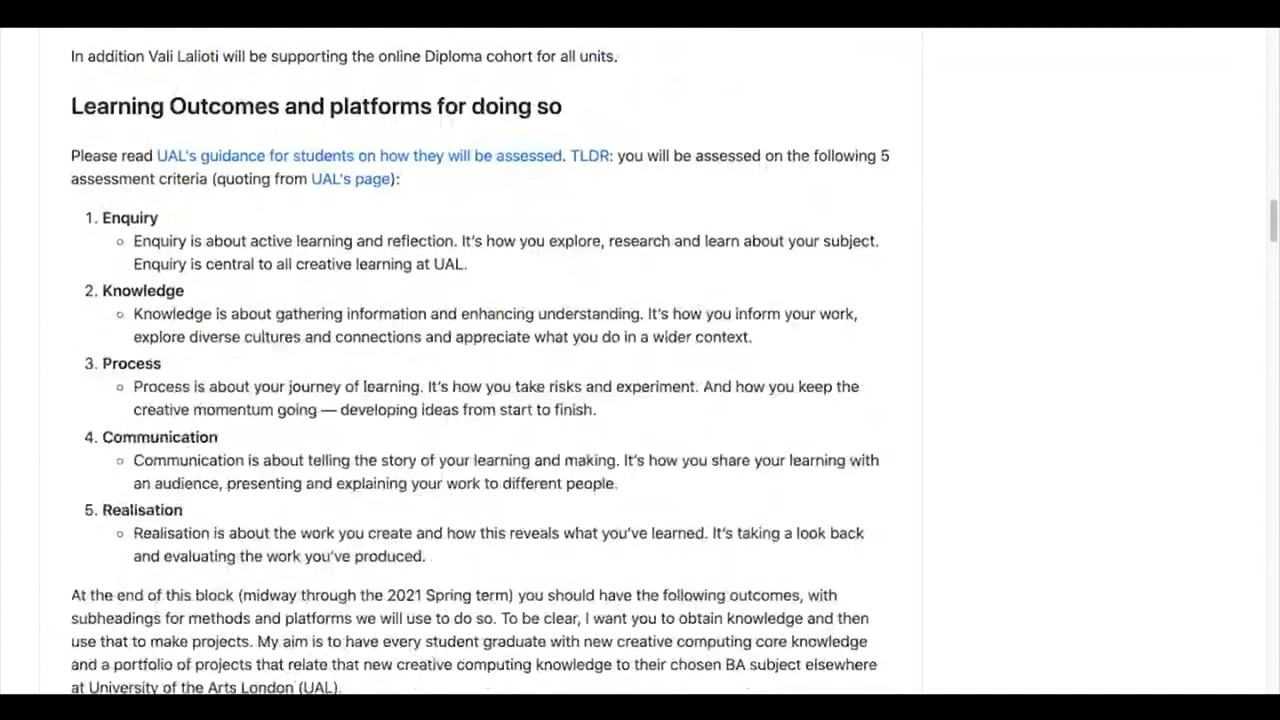 In addition Vali Lalioti will be supporting the online Diploma cohort for all units.
Learning Outcomes and platforms for doing so
Please read UAL's guidance for students on how they will be assessed. TLDR: you will be assessed on the following 5
assessment criteria (quoting from UAL's page):
1. Enquiry
○ Enquiry is about active learning and reflection. It's how you explore, research and learn about your subject.
Enquiry is central to all creative learning at UAL.
2. Knowledge
○ Knowledge is about gathering information and enhancing understanding. It's how you inform your work,
explore diverse cultures and connections and appreciate what you do in a wider context.
3. Process
○ Process is about your journey of learning. It's how you take risks and experiment. And how you keep the
creative momentum going — developing ideas from start to finish.
4. Communication
○ Communication is about telling the story of your learning and making. It's how you share your learning with
an audience, presenting and explaining your work to different people.
5. Realisation
○ Realisation is about the work you create and how this reveals what you've learned. It's taking a look back
and evaluating the work you've produced.
At the end of this block (midway through the 2021 Spring term) you should have the following outcomes, with
subheadings for methods and platforms we will use to do so. To be clear, I want you to obtain knowledge and then
use that to make projects. My aim is to have every student graduate with new creative computing core knowledge
and a portfolio of projects that relate that new creative computing knowledge to their chosen BA subject elsewhere
at University of the Arts London (UAL).